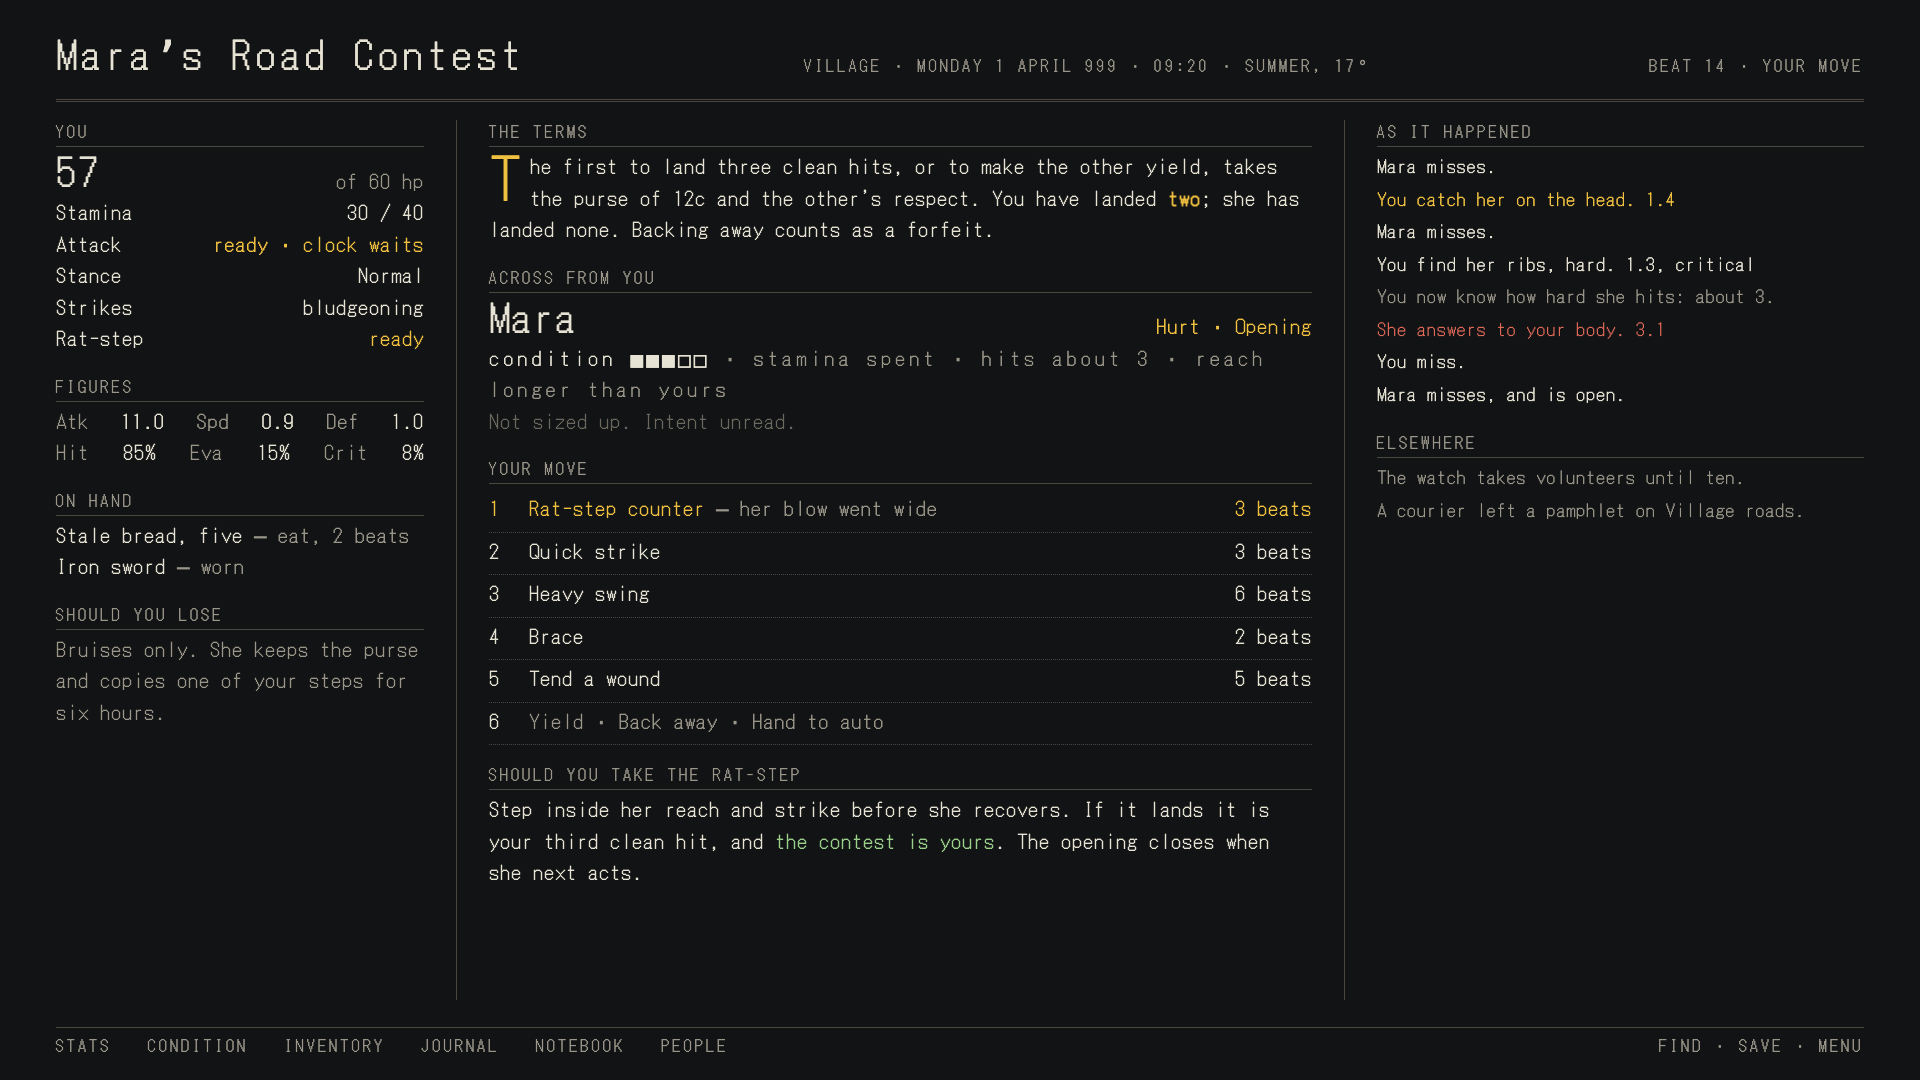 Mara's Road Contest
VILLAGE · MONDAY 1 APRIL 999 · 09:20 · SUMMER, 17°
BEAT 14 · YOUR MOVE
YOU
57 of 60 hp
Stamina 30 / 40
Attack ready · clock waits
Stance Normal
Strikes bludgeoning
Rat-step ready
FIGURES
Atk 11.0 Spd 0.9 Def 1.0
Hit 85% Eva 15% Crit 8%
ON HAND
Stale bread, five — eat, 2 beats
Iron sword — worn
SHOULD YOU LOSE
Bruises only. She keeps the purse
and copies one of your steps for
six hours.
THE TERMS
The first to land three clean hits, or to make the other yield, takes
the purse of 12c and the other's respect. You have landed two; she has
landed none. Backing away counts as a forfeit.
ACROSS FROM YOU
Mara Hurt · Opening
condition ■■■□□ · stamina spent · hits about 3 · reach
longer than yours
Not sized up. Intent unread.
YOUR MOVE
1 Rat-step counter — her blow went wide 3 beats
2 Quick strike 3 beats
3 Heavy swing 6 beats
4 Brace 2 beats
5 Tend a wound 5 beats
6 Yield · Back away · Hand to auto
SHOULD YOU TAKE THE RAT-STEP
Step inside her reach and strike before she recovers. If it lands it is
your third clean hit, and the contest is yours. The opening closes when
she next acts.
AS IT HAPPENED
Mara misses.
You catch her on the head. 1.4
Mara misses.
You find her ribs, hard. 1.3, critical
You now know how hard she hits: about 3.
She answers to your body. 3.1
You miss.
Mara misses, and is open.
ELSEWHERE
The watch takes volunteers until ten.
A courier left a pamphlet on Village roads.
STATS CONDITION INVENTORY JOURNAL NOTEBOOK PEOPLE
FIND · SAVE · MENU